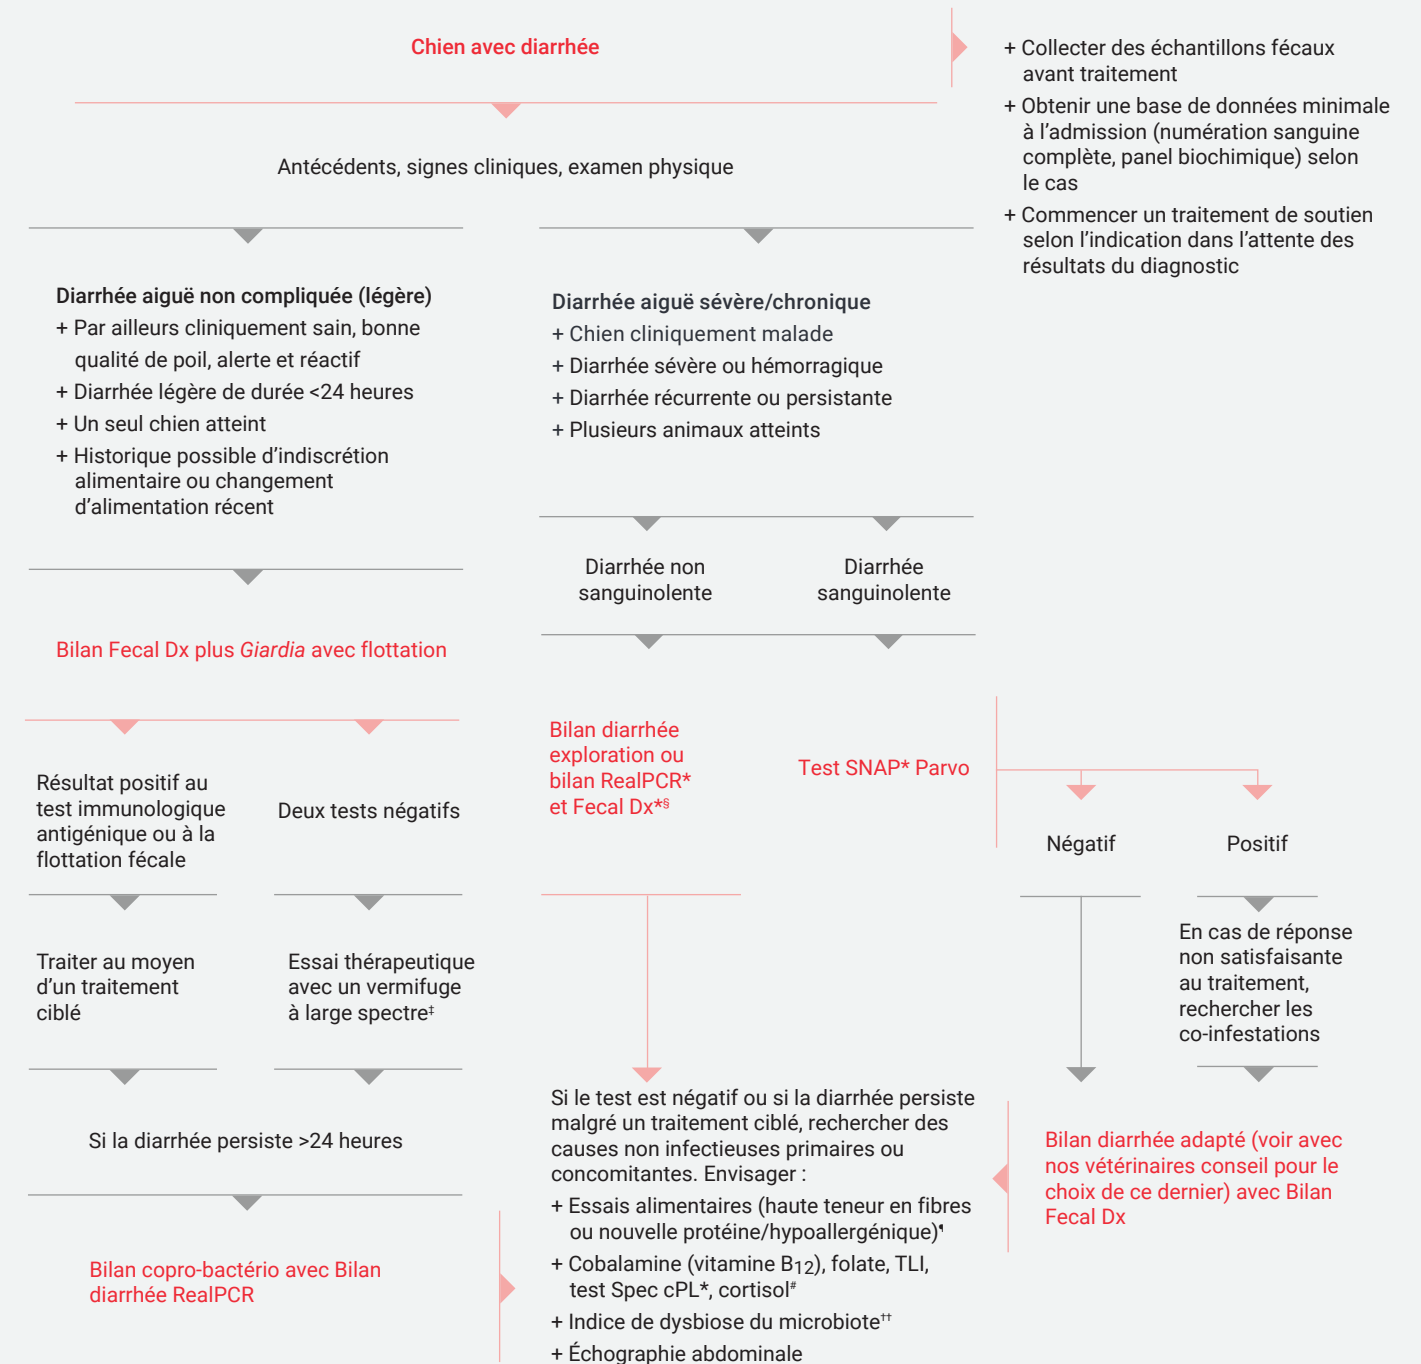 Chien avec diarrhée
+ Collecter des échantillons fécaux
avant traitement
+ Obtenir une base de données minimale
à l’admission (numération sanguine
complète, panel biochimique) selon
le cas
+ Commencer un traitement de soutien
selon l’indication dans l’attente des
résultats du diagnostic
Antécédents, signes cliniques, examen physique
Diarrhée aiguë non compliquée (légère)
+ Par ailleurs cliniquement sain, bonne
qualité de poil, alerte et réactif
+ Diarrhée légère de durée <24 heures
+ Un seul chien atteint
+ Historique possible d’indiscrétion
alimentaire ou changement
d’alimentation récent
Diarrhée aiguë sévère/chronique
+ Chien cliniquement malade
+ Diarrhée sévère ou hémorragique
+ Diarrhée récurrente ou persistante
+ Plusieurs animaux atteints
Diarrhée non
sanguinolente
Diarrhée
sanguinolente
Bilan Fecal Dx plus Giardia avec flottation
Résultat positif au
test immunologique
antigénique ou à la
flottation fécale
Deux tests négatifs
Bilan diarrhée
exploration ou
bilan RealPCR*
et Fecal Dx*§
Test SNAP* Parvo
Négatif
Positif
Traiter au moyen
d’un traitement
ciblé
Essai thérapeutique
avec un vermifuge
à large spectre‡
En cas de réponse
non satisfaisante
au traitement,
rechercher les
co-infestations
Si la diarrhée persiste >24 heures
Bilan copro-bactério avec Bilan
diarrhée RealPCR
Si le test est négatif ou si la diarrhée persiste
malgré un traitement ciblé, rechercher des
causes non infectieuses primaires ou
concomitantes. Envisager :
+ Essais alimentaires (haute teneur en fibres
ou nouvelle protéine/hypoallergénique)¶
+ Cobalamine (vitamine B12), folate, TLI,
test Spec cPL*, cortisol#
+ Indice de dysbiose du microbiote††
+ Échographie abdominale
Bilan diarrhée adapté (voir avec
nos vétérinaires conseil pour le
choix de ce dernier) avec Bilan
Fecal Dx